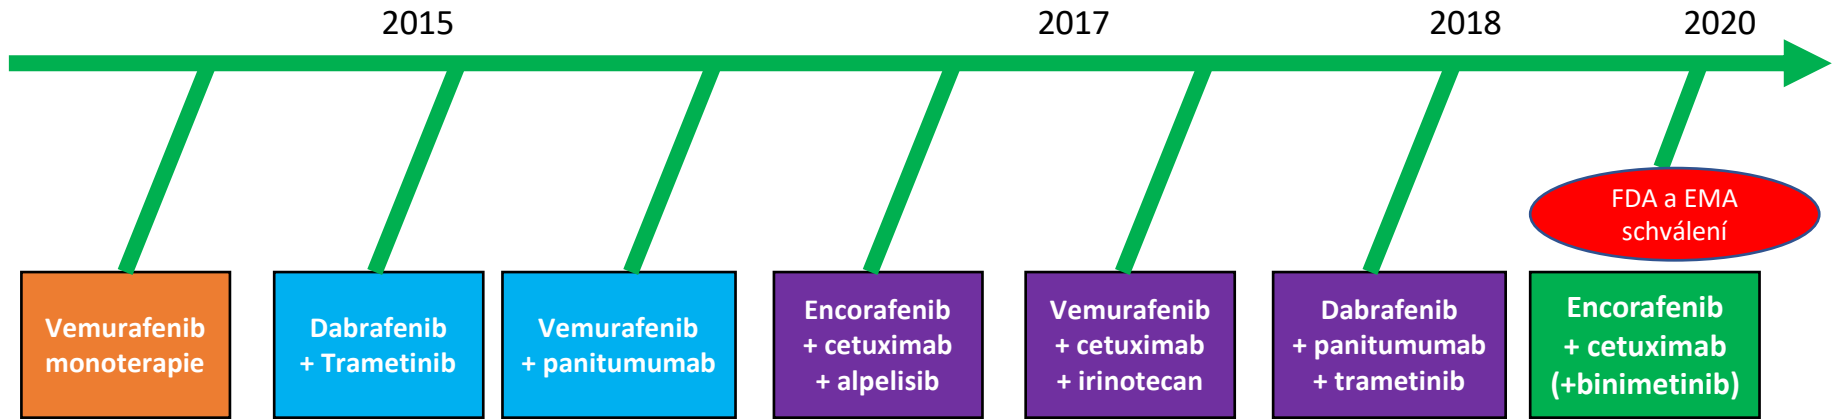 2015
2017
2018
2020
FDA a EMA
schválení
Vemurafenib
monoterapie
Dabrafenib
+ Trametinib
Vemurafenib
+ panitumumab
Encorafenib
+ cetuximab
+ alpelisib
Vemurafenib
+ cetuximab
+ irinotecan
Dabrafenib
+ panitumumab
+ trametinib
Encorafenib
+ cetuximab
(+binimetinib)